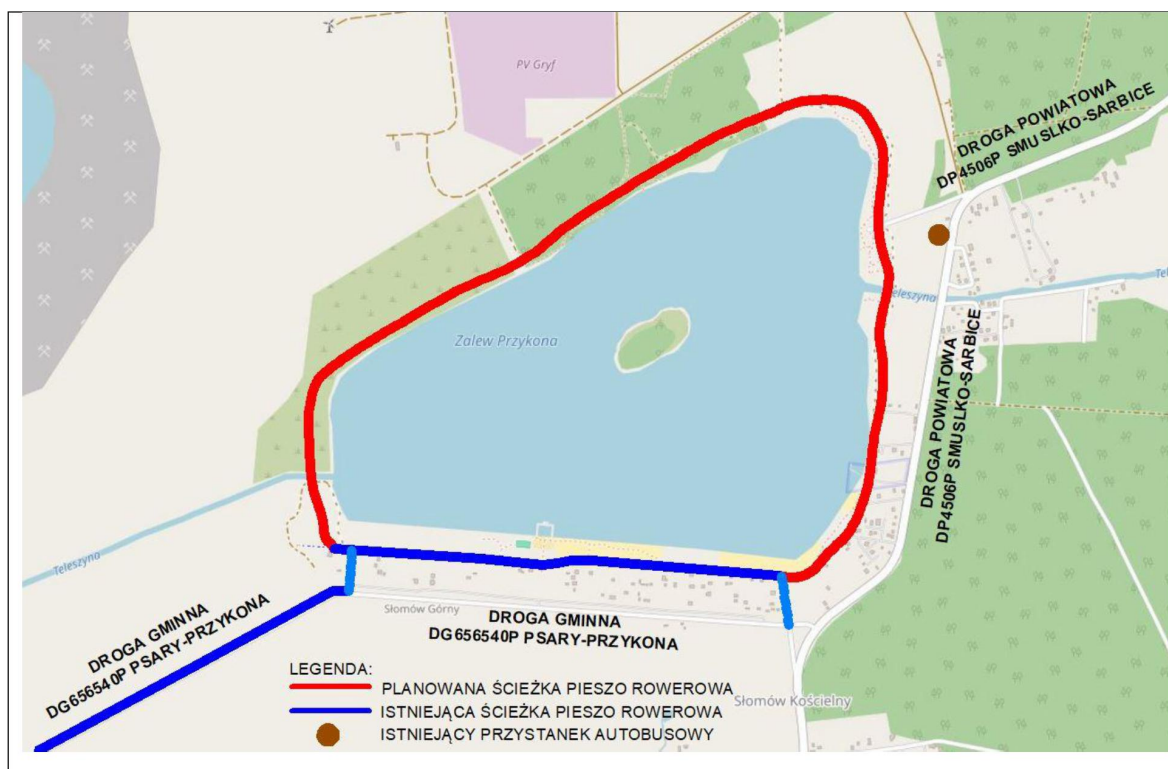 PV Gryf
DROGA POWIATOWA
DP4506P SMUSLKO-SARBICE
Teleszyna
Zalew Przykona
DROGA POWIATOWA
DP4506P SMUSLKO-SARBICE
Teleszyna
Słomów Górny
DROGA GMINNA
DG656540P PSARY-PRZYKONA
DROGA GMINNA
DG656540P PSARY-PRZYKONA
Słomów Kościelny
LEGENDA:
PLANOWANA ŚCIEŻKA PIESZO ROWEROWA
ISTNIEJĄCA ŚCIEŻKA PIESZO ROWEROWA
ISTNIEJĄCY PRZYSTANEK AUTOBUSOWY